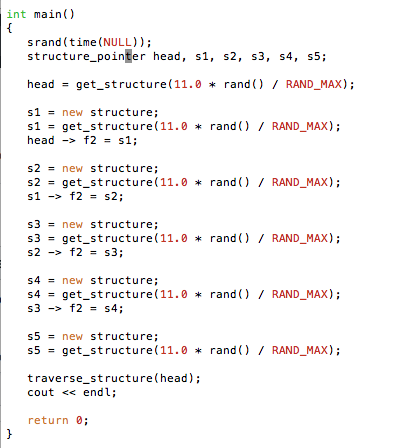 int main()
{
srand(time(NULL));
structure_pointer head, s1, s2, s3, s4, s5;
head = get_structure(11.0 * rand() / RAND_MAX);
s1 = new structure;
s1 = get_structure(11.0 * rand() / RAND_MAX);
head -> f2 = s1;
s2 = new structure;
s2 = get_structure(11.0 * rand() / RAND_MAX);
s1 -> f2 = s2;
s3 = new structure;
s3 = get_structure(11.0 * rand() / RAND_MAX);
s2 -> f2 = s3;
s4 = new structure;
s4 = get_structure(11.0 * rand() / RAND_MAX);
s3 -> f2 = s4;
s5 = new structure;
s5 = get_structure(11.0 * rand() / RAND_MAX);
traverse_structure(head);
cout << endl;
return 0;
}